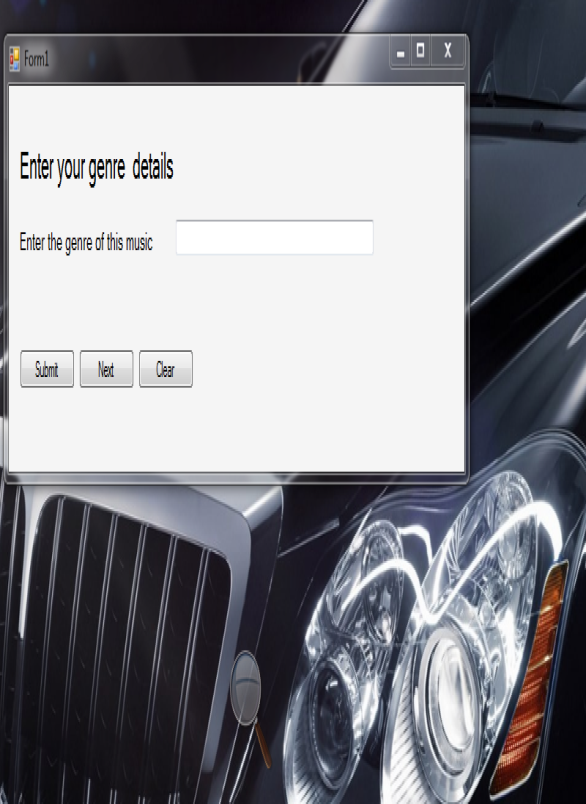 Form1
Enter your genre  details
Enter the genre of this music
Submit Next Clear